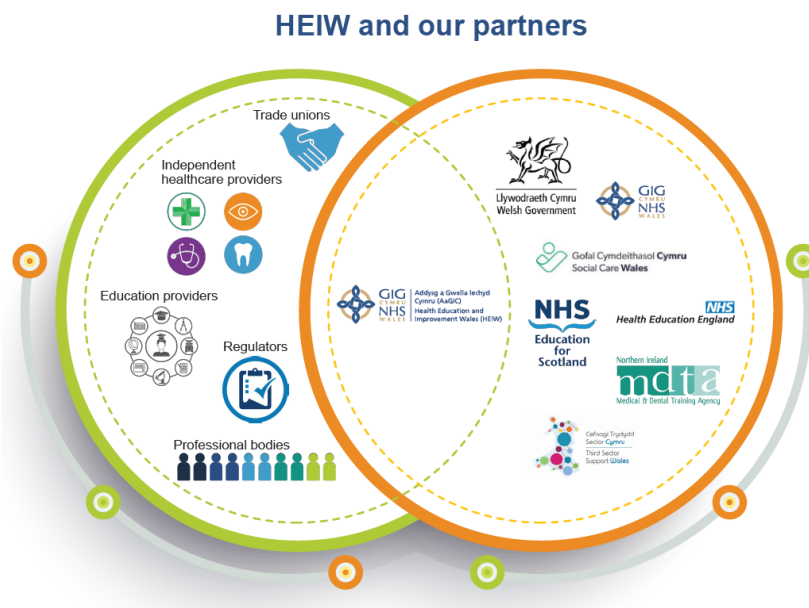 HEIW and our partners
Trade unions
Independent
healthcare providers
Education providers
Regulators
Professional bodies
GIG
CYMRU
NHS
WALES
Addysg a Gwella Iechyd
Cymru (AaGIC)
Health Education and
Improvement Wales (HEIW)
Llywodraeth Cymru
Welsh Government
GIG
CYMRU
NHS
WALES
Gofal Cymdeithasol Cymru
Social Care Wales
NHS
Education
for
Scotland
NHS
Health Education England
Northern Ireland
mdta
Medical & Dental Training Agency
Cefnogi Trydydd
Sector Cymru
Third Sector
Support Wales